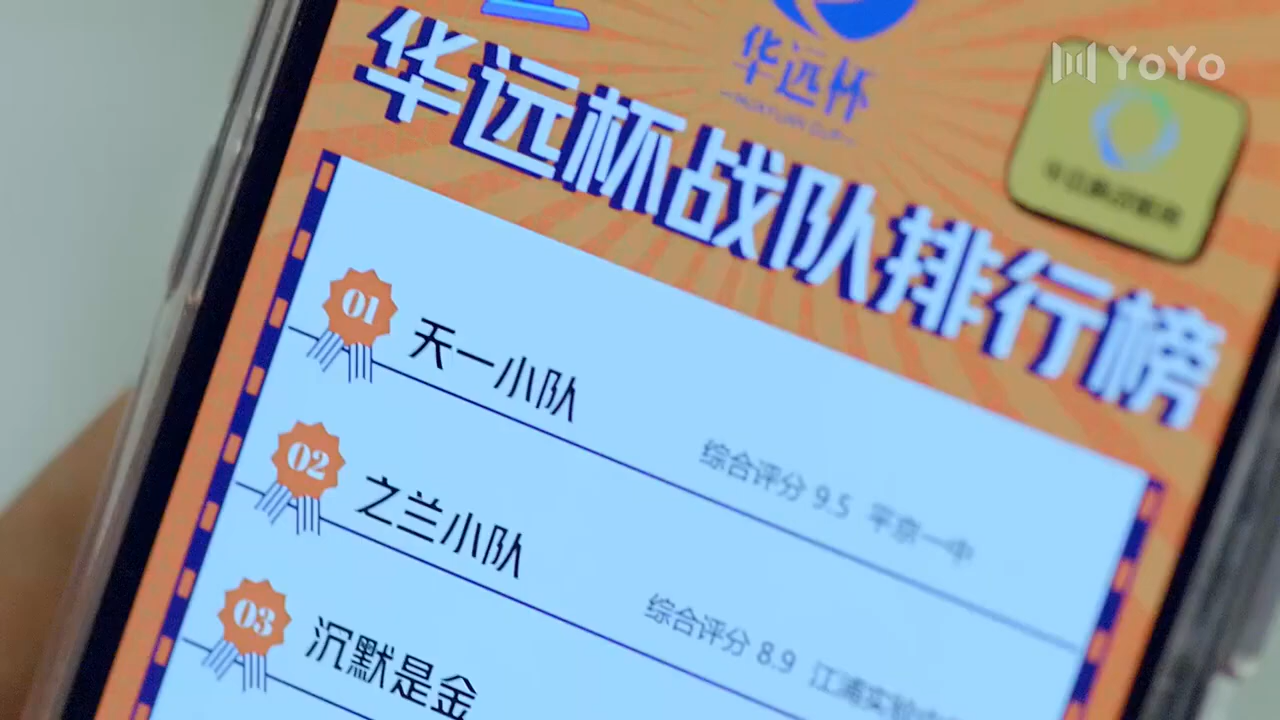 YoYo
华远杯
HUAYUAN CUP
华远杯战队排行榜
01 天一小队
综合评分 9.5 平京一中
02 之兰小队
综合评分 8.9 江浦实验
03 沉默是金